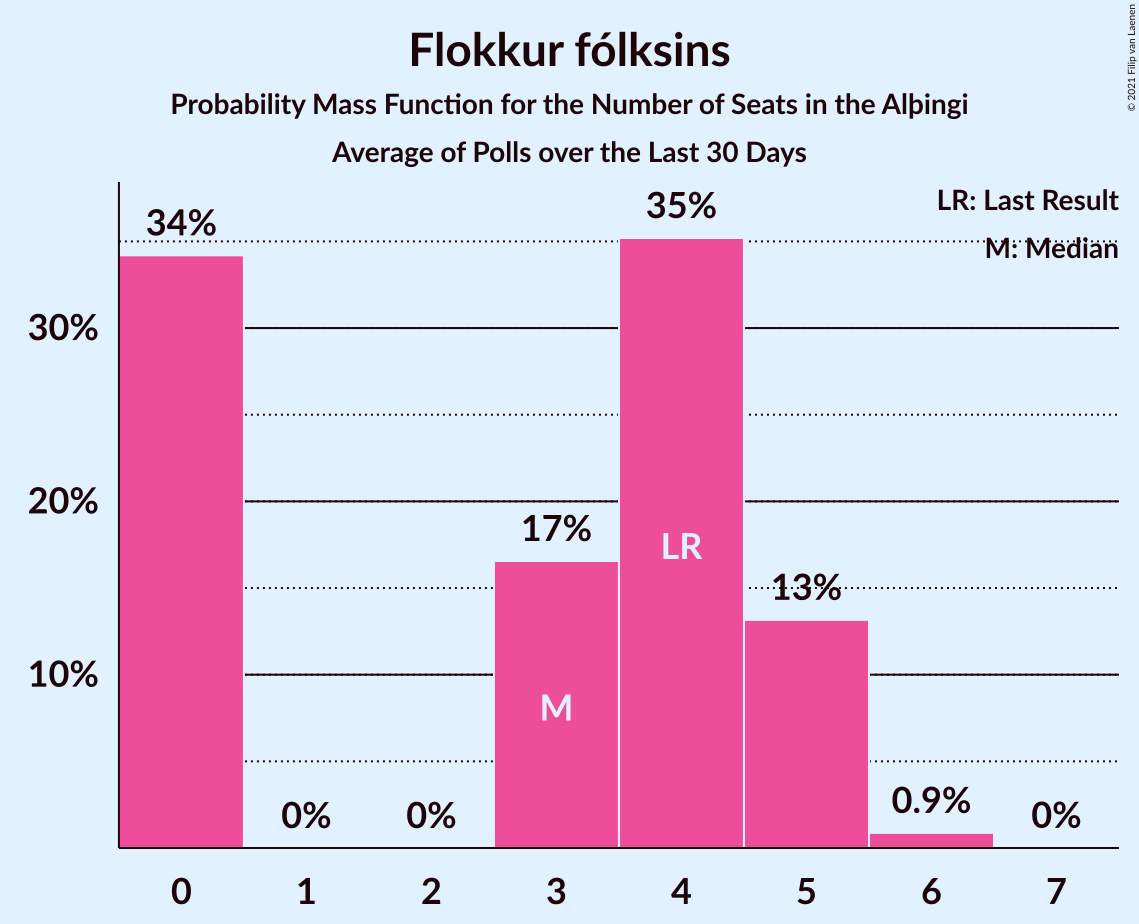 Flokkur fólksins
Probability Mass Function for the Number of Seats in the Alþingi
Average of Polls over the Last 30 Days
© 2021 Filip van Laenen
LR: Last Result
M: Median
34%
0%
0%
17%
35%
13%
0.9%
0%
M
LR
30%
20%
10%
0 1 2 3 4 5 6 7